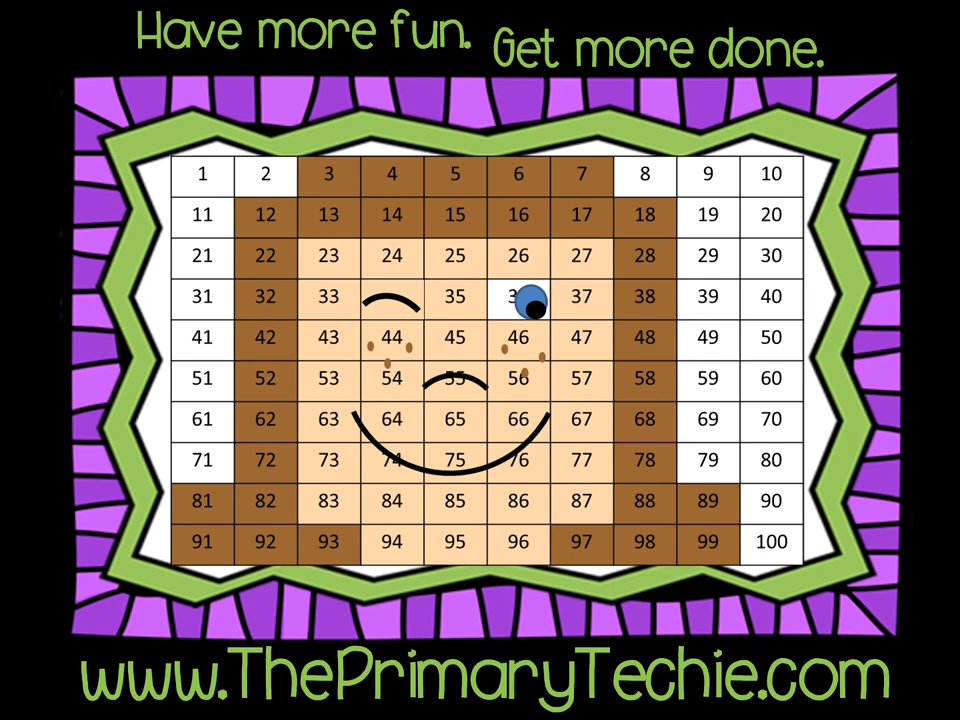 Have more fun. Get more done.
1 2 3 4 5 6 7 8 9 10
11 12 13 14 15 16 17 18 19 20
21 22 23 24 25 26 27 28 29 30
31 32 33 35 37 38 39 40
41 42 43 44 45 46 47 48 49 50
51 52 53 54 55 56 57 58 59 60
61 62 63 64 65 66 67 68 69 70
71 72 73 74 75 76 77 78 79 80
81 82 83 84 85 86 87 88 89 90
91 92 93 94 95 96 97 98 99 100
www.ThePrimaryTechie.com